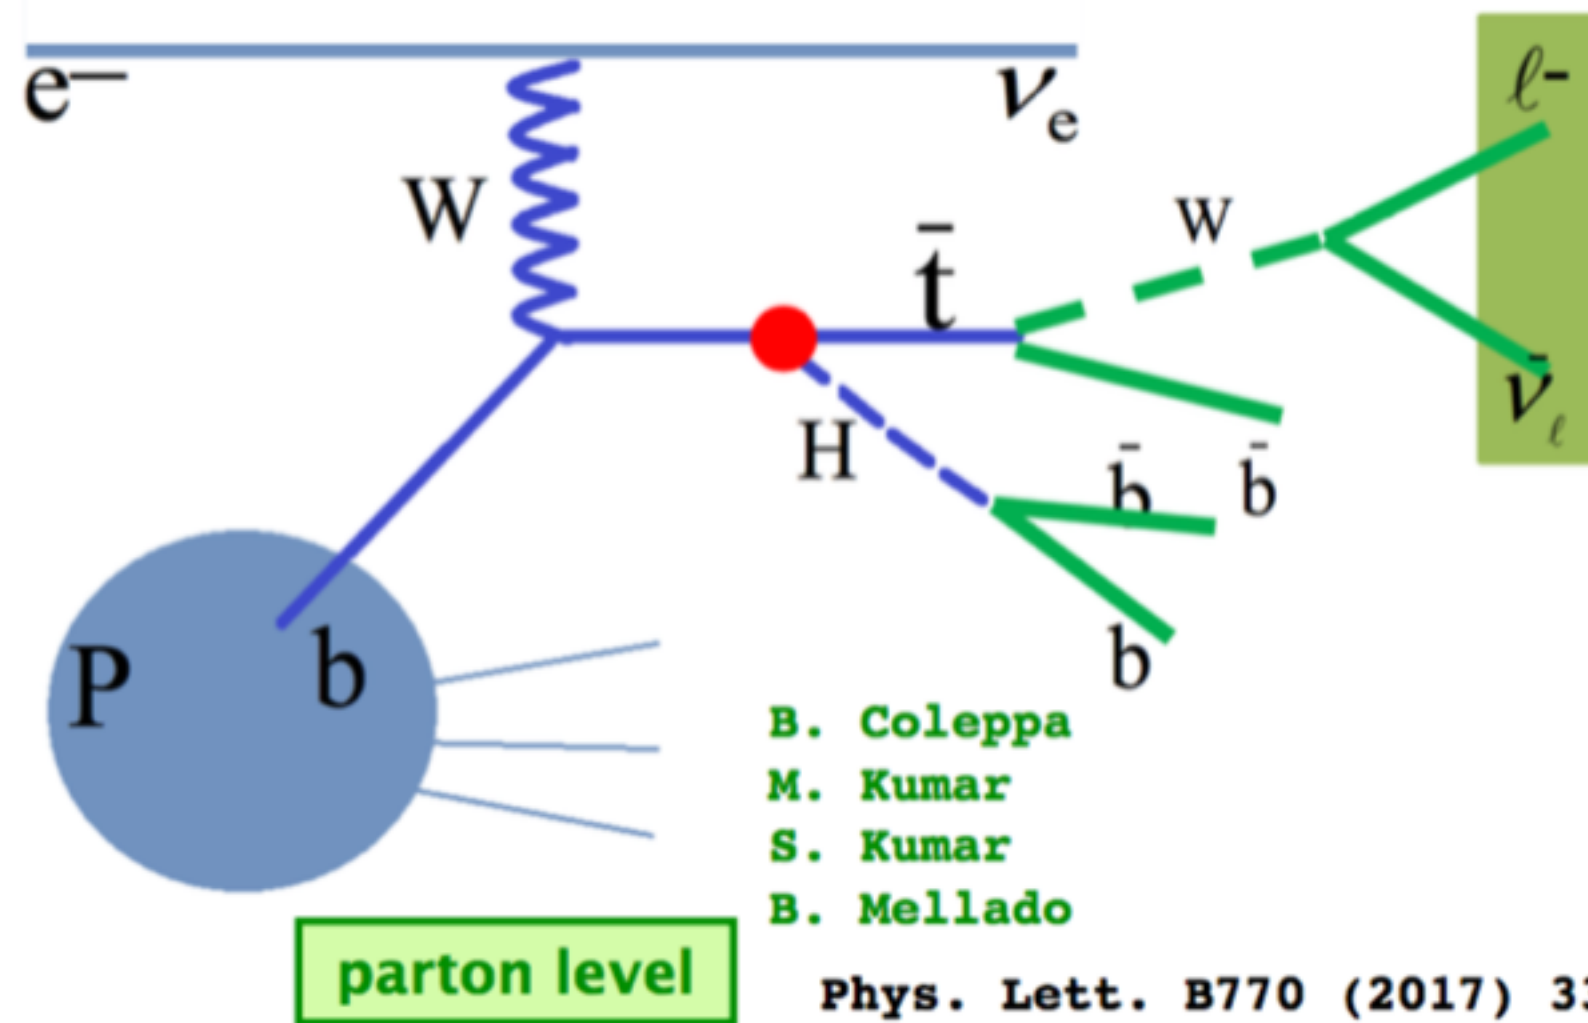 e—
νe
ℓ-
W
W
t̄
ν̄ℓ
H
b̄
b̄
P
b
b
B. Coleppa
M. Kumar
S. Kumar
B. Mellado
parton level
Phys. Lett. B770 (2017)